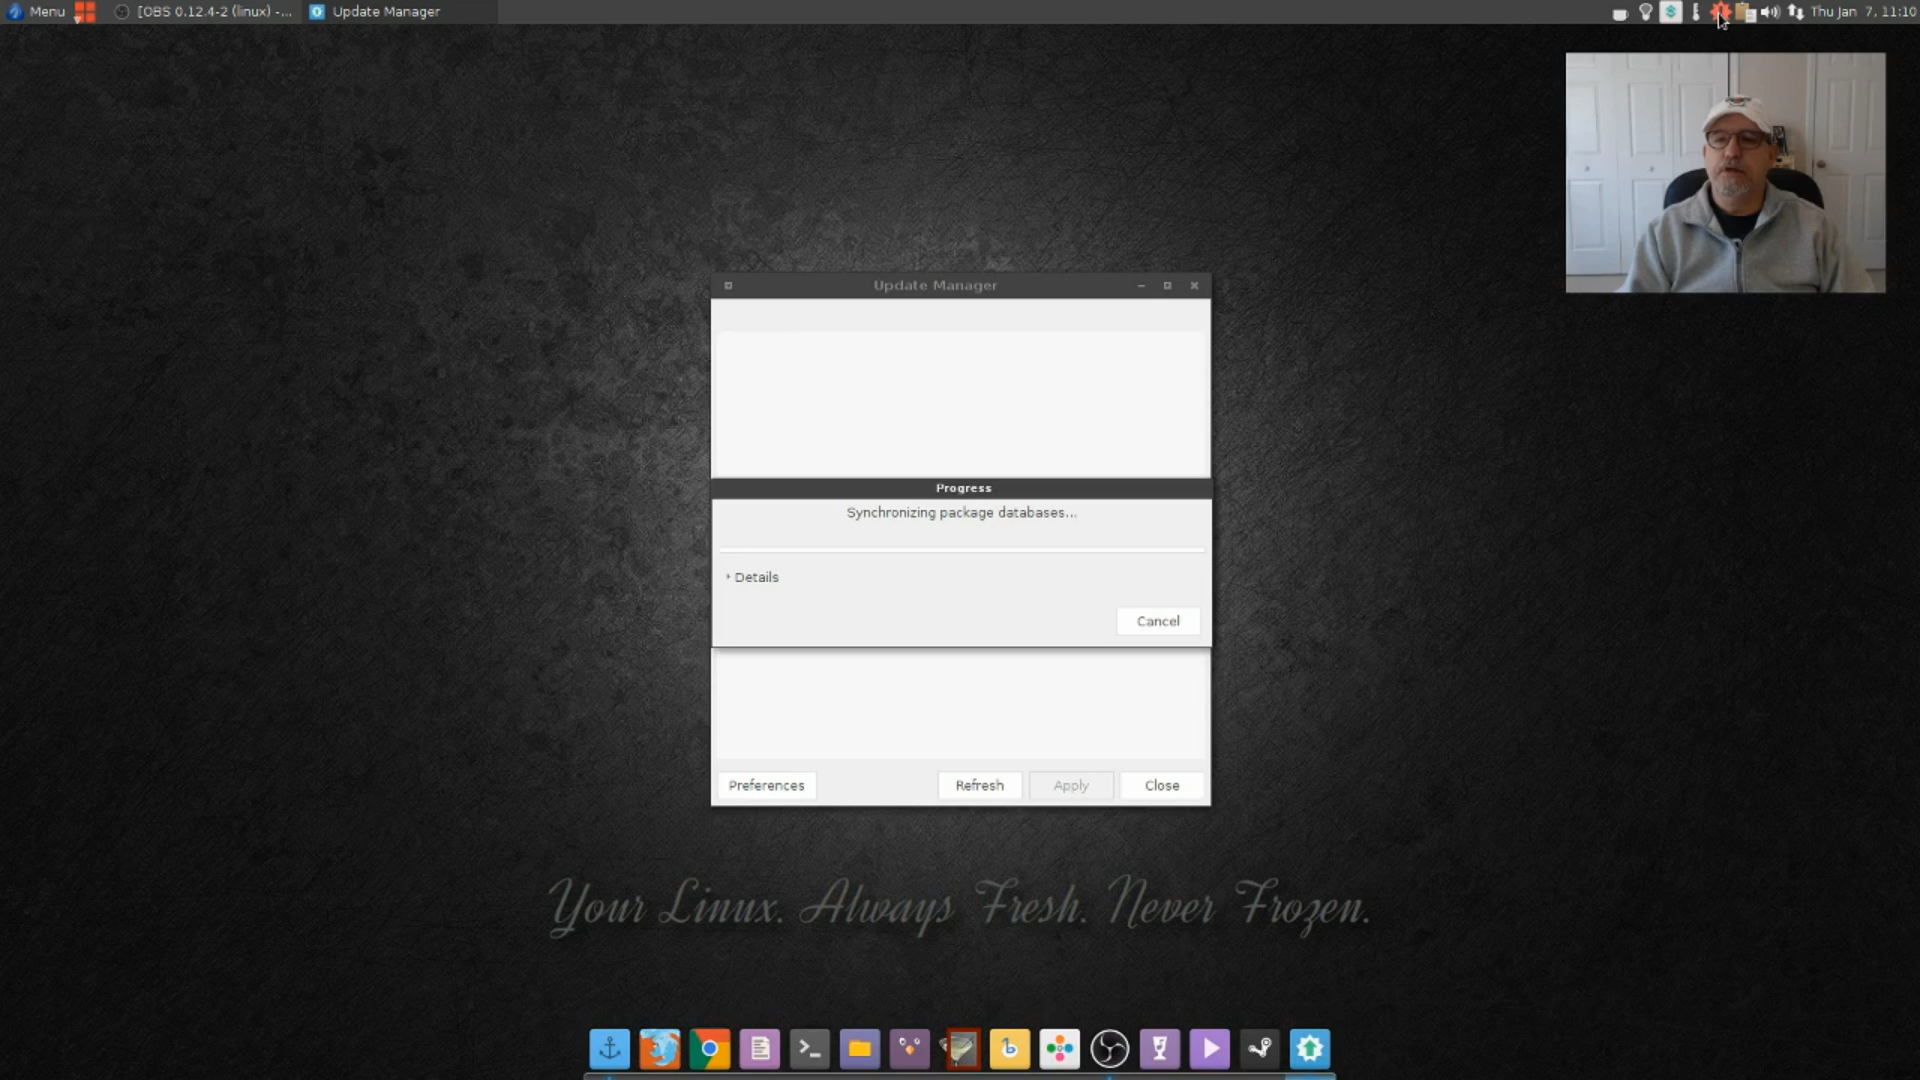 Menu
[OBS 0.12.4-2 (linux) -...
Update Manager
Thu Jan 7, 11:10
Update Manager
Progress
Synchronizing package databases...
Details
Cancel
Preferences
Refresh
Apply
Close
Your Linux. Always Fresh. Never Frozen.